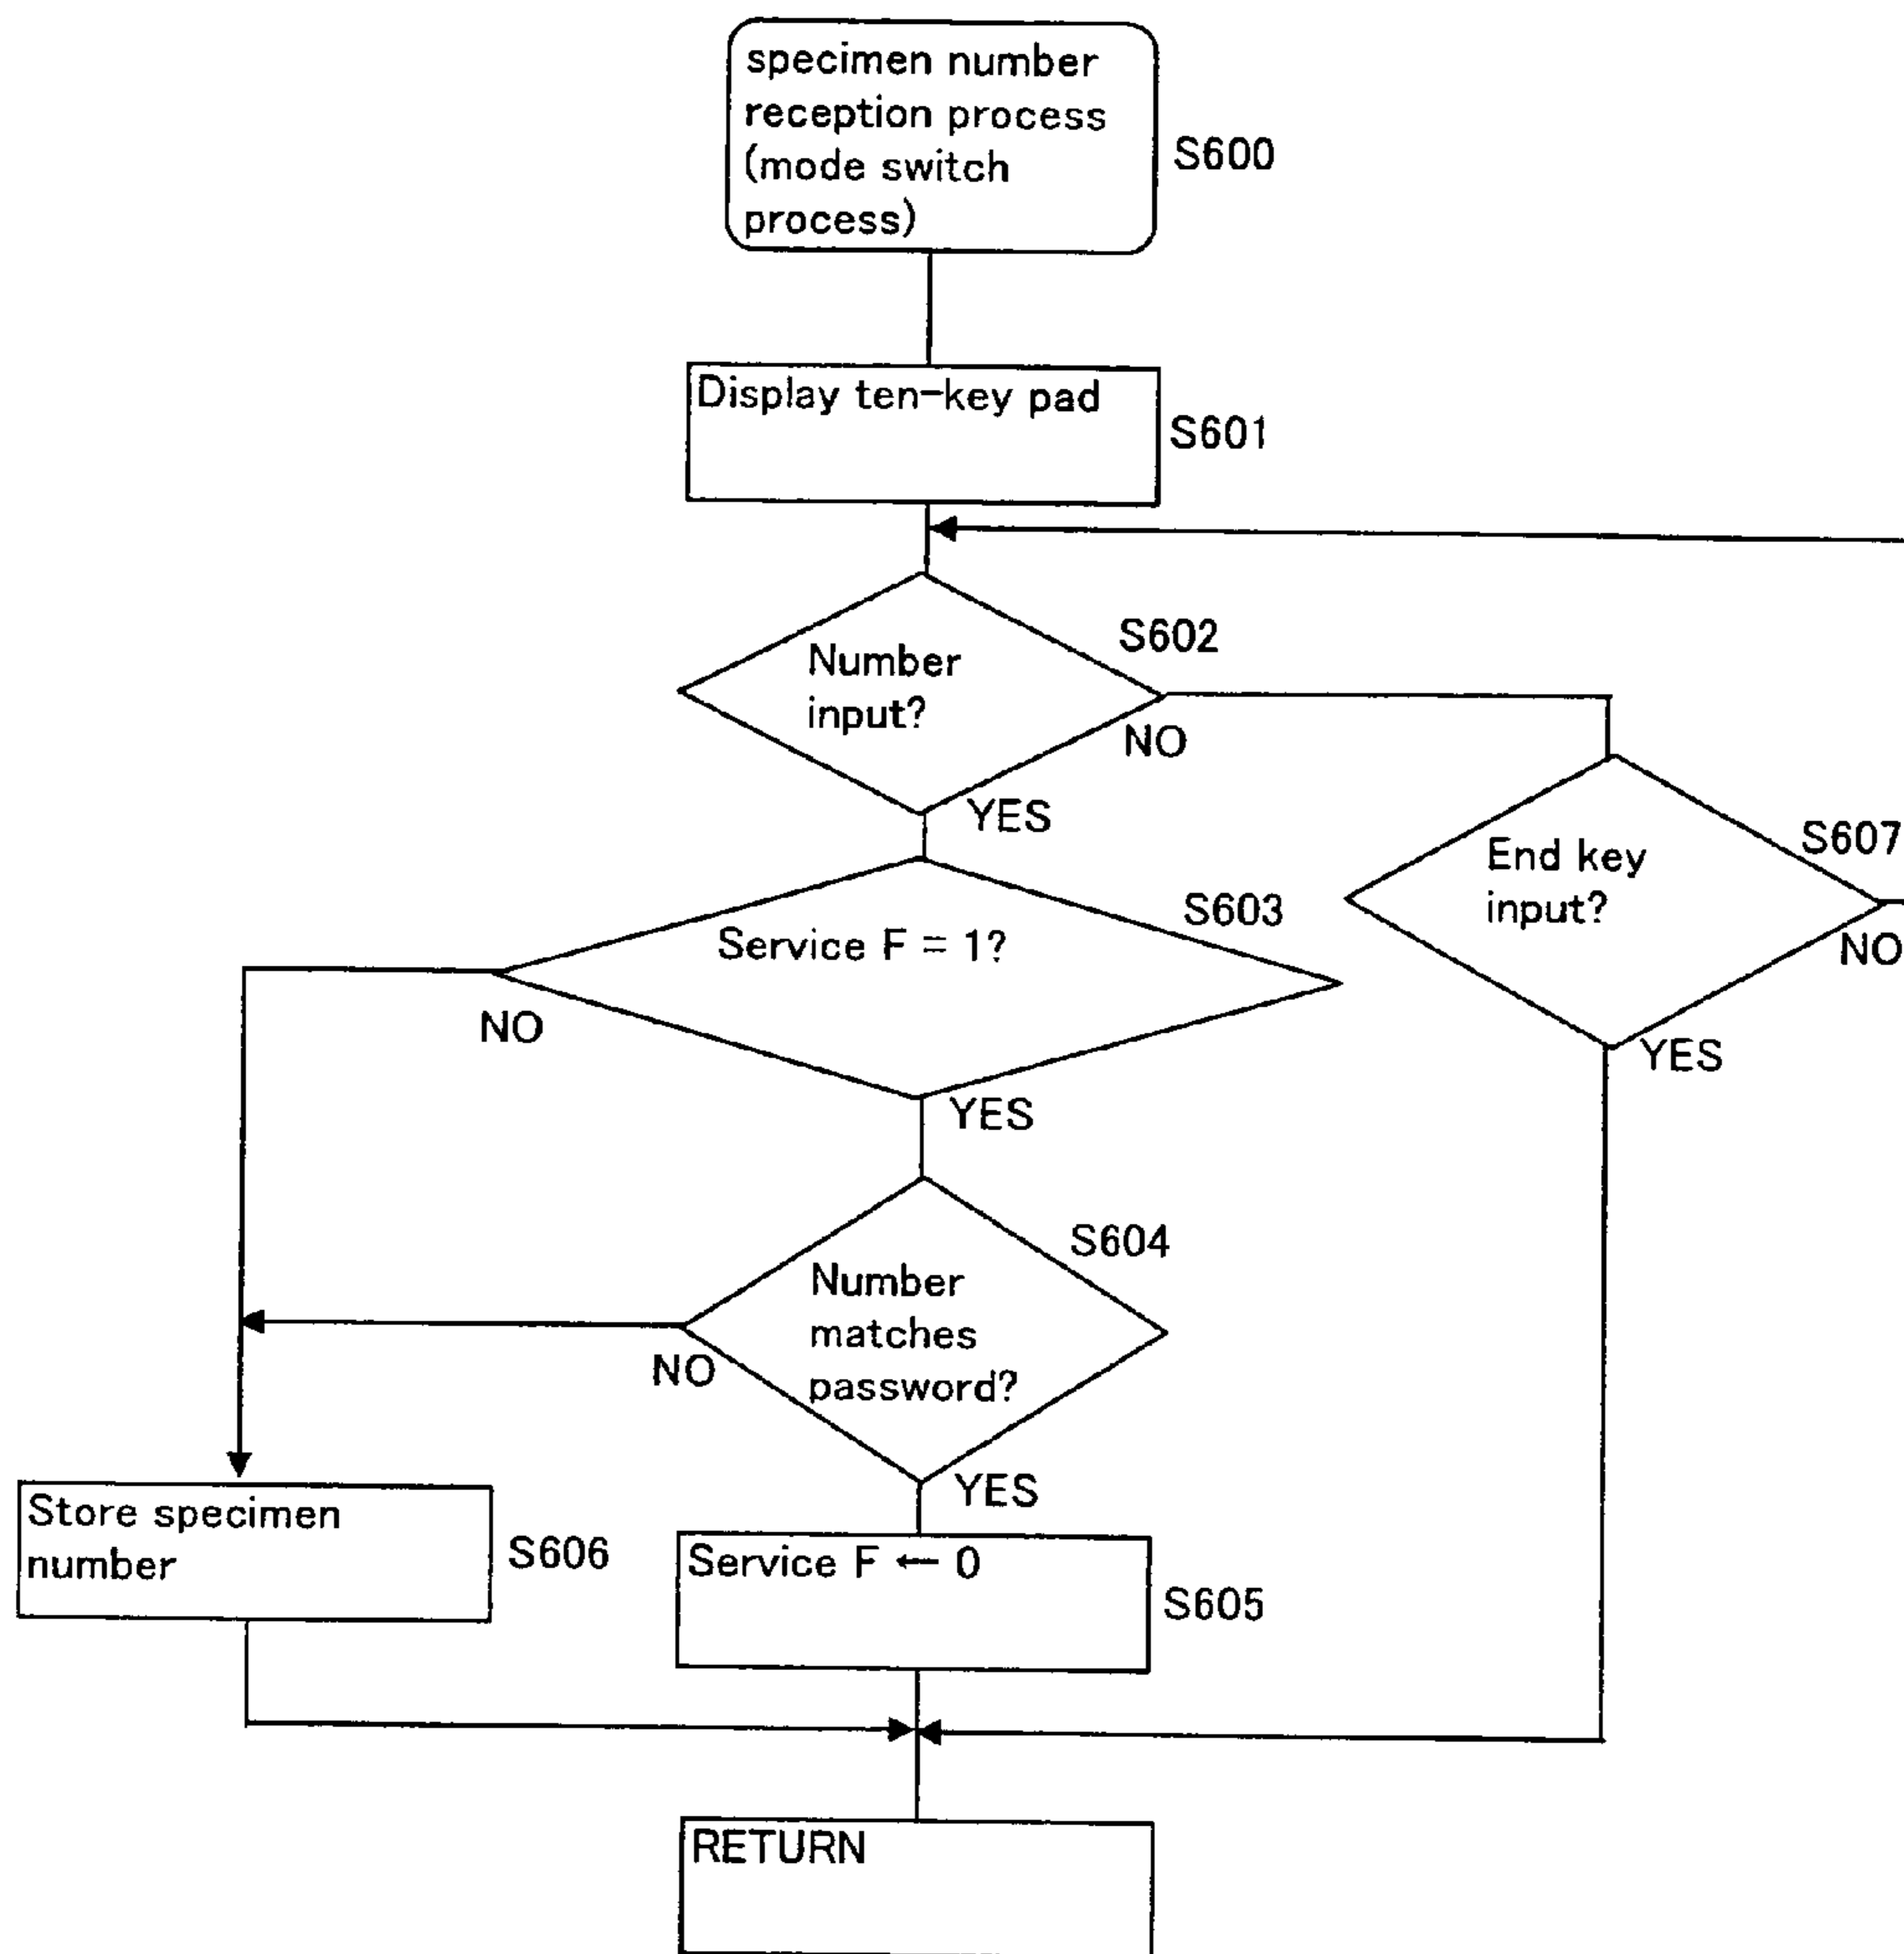 specimen number
reception process
(mode switch
process)
S600
Display ten-key pad
S601
S602
Number
input?
NO
YES
S607
End key
input?
NO
YES
S603
Service F = 1?
NO
YES
S604
Number
matches
password?
NO
YES
Store specimen
number
S606
Service F ← 0
S605
RETURN